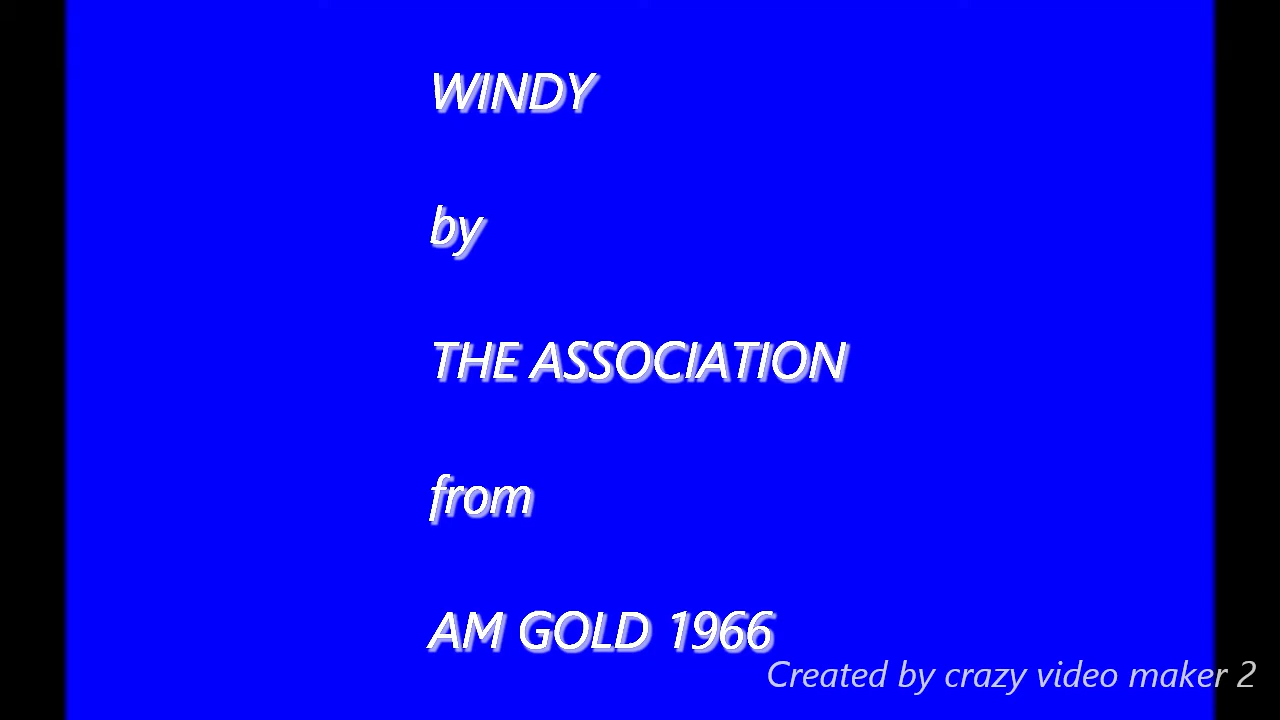 WINDY
by
THE ASSOCIATION
from
AM GOLD 1966
Created by crazy video maker 2